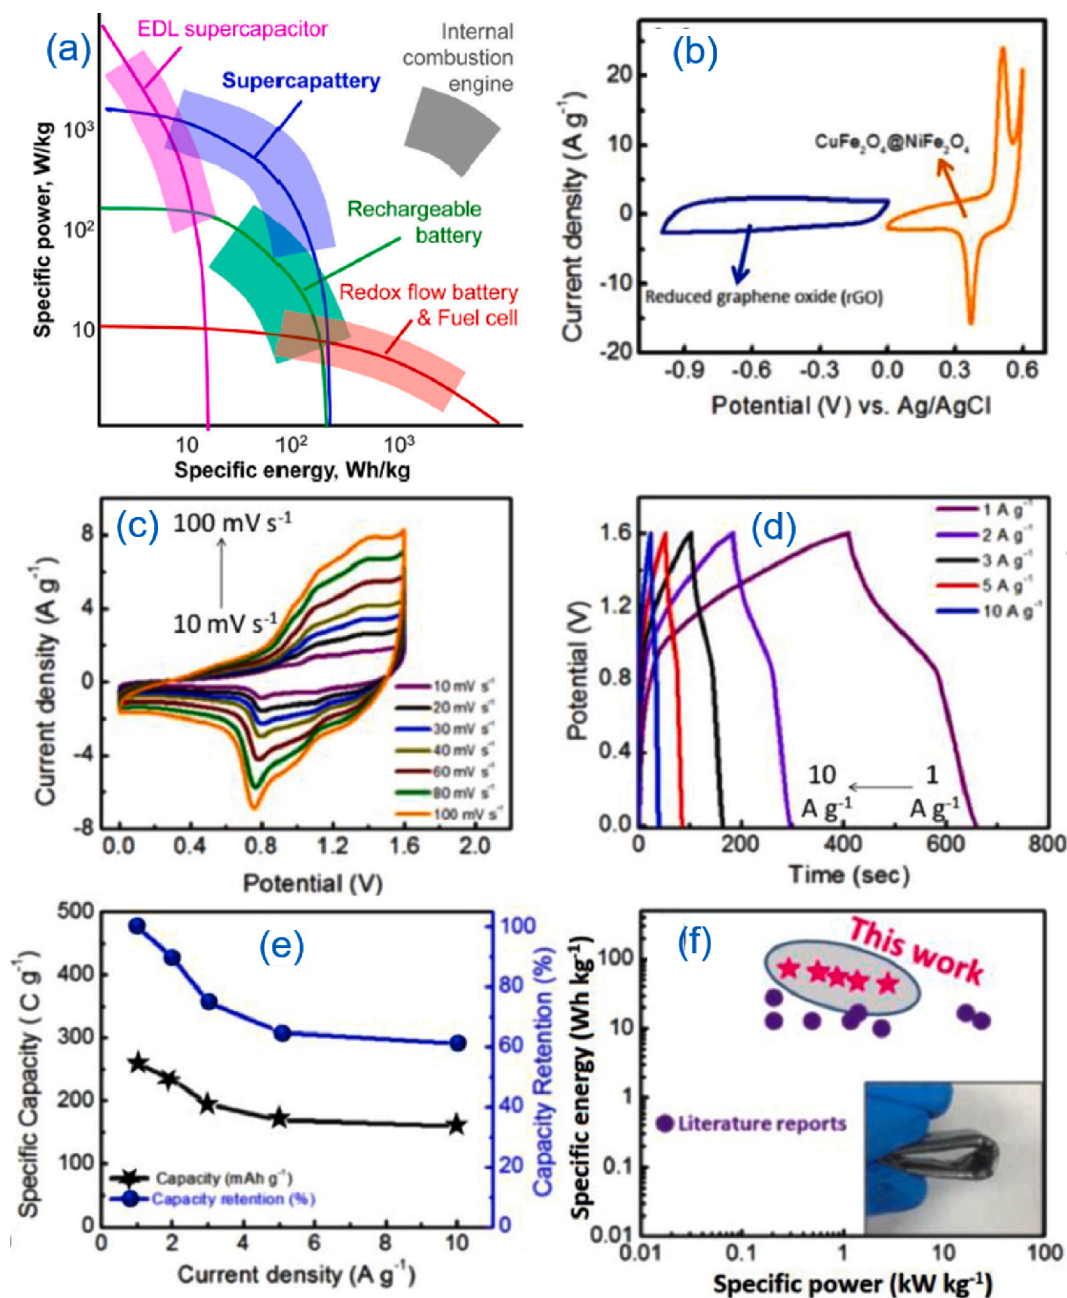 (a)
EDL supercapacitor
Supercapattery
Internal
combustion
engine
Rechargeable
battery
Redox flow battery
& Fuel cell
Specific power, W/kg
10³
10²
10
10
10²
10³
Specific energy, Wh/kg
(b)
Current density (A g⁻¹)
20
10
0
-10
-20
CuFe₂O₄@NiFe₂O₄
Reduced graphene oxide (rGO)
-0.9
-0.6
-0.3
0.0
0.3
0.6
Potential (V) vs. Ag/AgCl
(c)
100 mV s⁻¹
10 mV s⁻¹
Current density (A g⁻¹)
8
4
0
-4
-8
10 mV s⁻¹
20 mV s⁻¹
30 mV s⁻¹
40 mV s⁻¹
60 mV s⁻¹
80 mV s⁻¹
100 mV s⁻¹
0.0
0.4
0.8
1.2
1.6
2.0
Potential (V)
(d)
1 A g⁻¹
2 A g⁻¹
3 A g⁻¹
5 A g⁻¹
10 A g⁻¹
Potential (V)
1.6
1.2
0.8
0.4
0.0
10
A g⁻¹
1
A g⁻¹
0
200
400
600
800
Time (sec)
(e)
Specific Capacity ( C g⁻¹)
500
450
400
350
300
250
200
150
100
50
0
Capacity (mAh g⁻¹)
Capacity retention (%)
100
80
60
40
20
0
Capacity Retention (%)
0
2
4
6
8
10
Current density (A g⁻¹)
(f)
This work
Specific energy (Wh kg⁻¹)
100
10
1
0.1
0.01
Literature reports
0.01
0.1
1
10
100
Specific power (kW kg⁻¹)